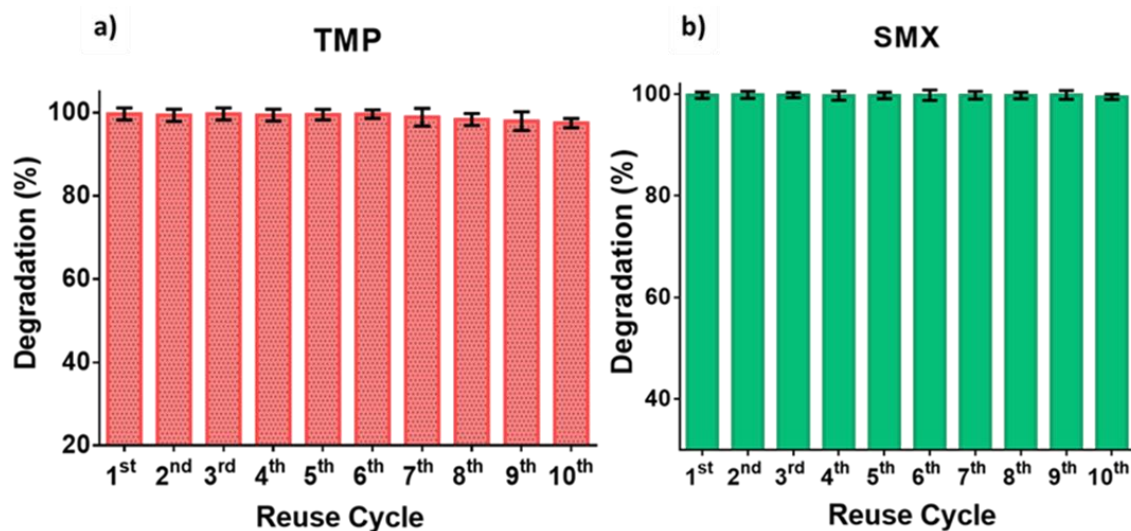 a)
TMP
Degradation (%)
100
80
60
40
20
1st 2nd 3rd 4th 5th 6th 7th 8th 9th 10th
Reuse Cycle
b)
SMX
Degradation (%)
100
80
60
40
1st 2nd 3rd 4th 5th 6th 7th 8th 9th 10th
Reuse Cycle